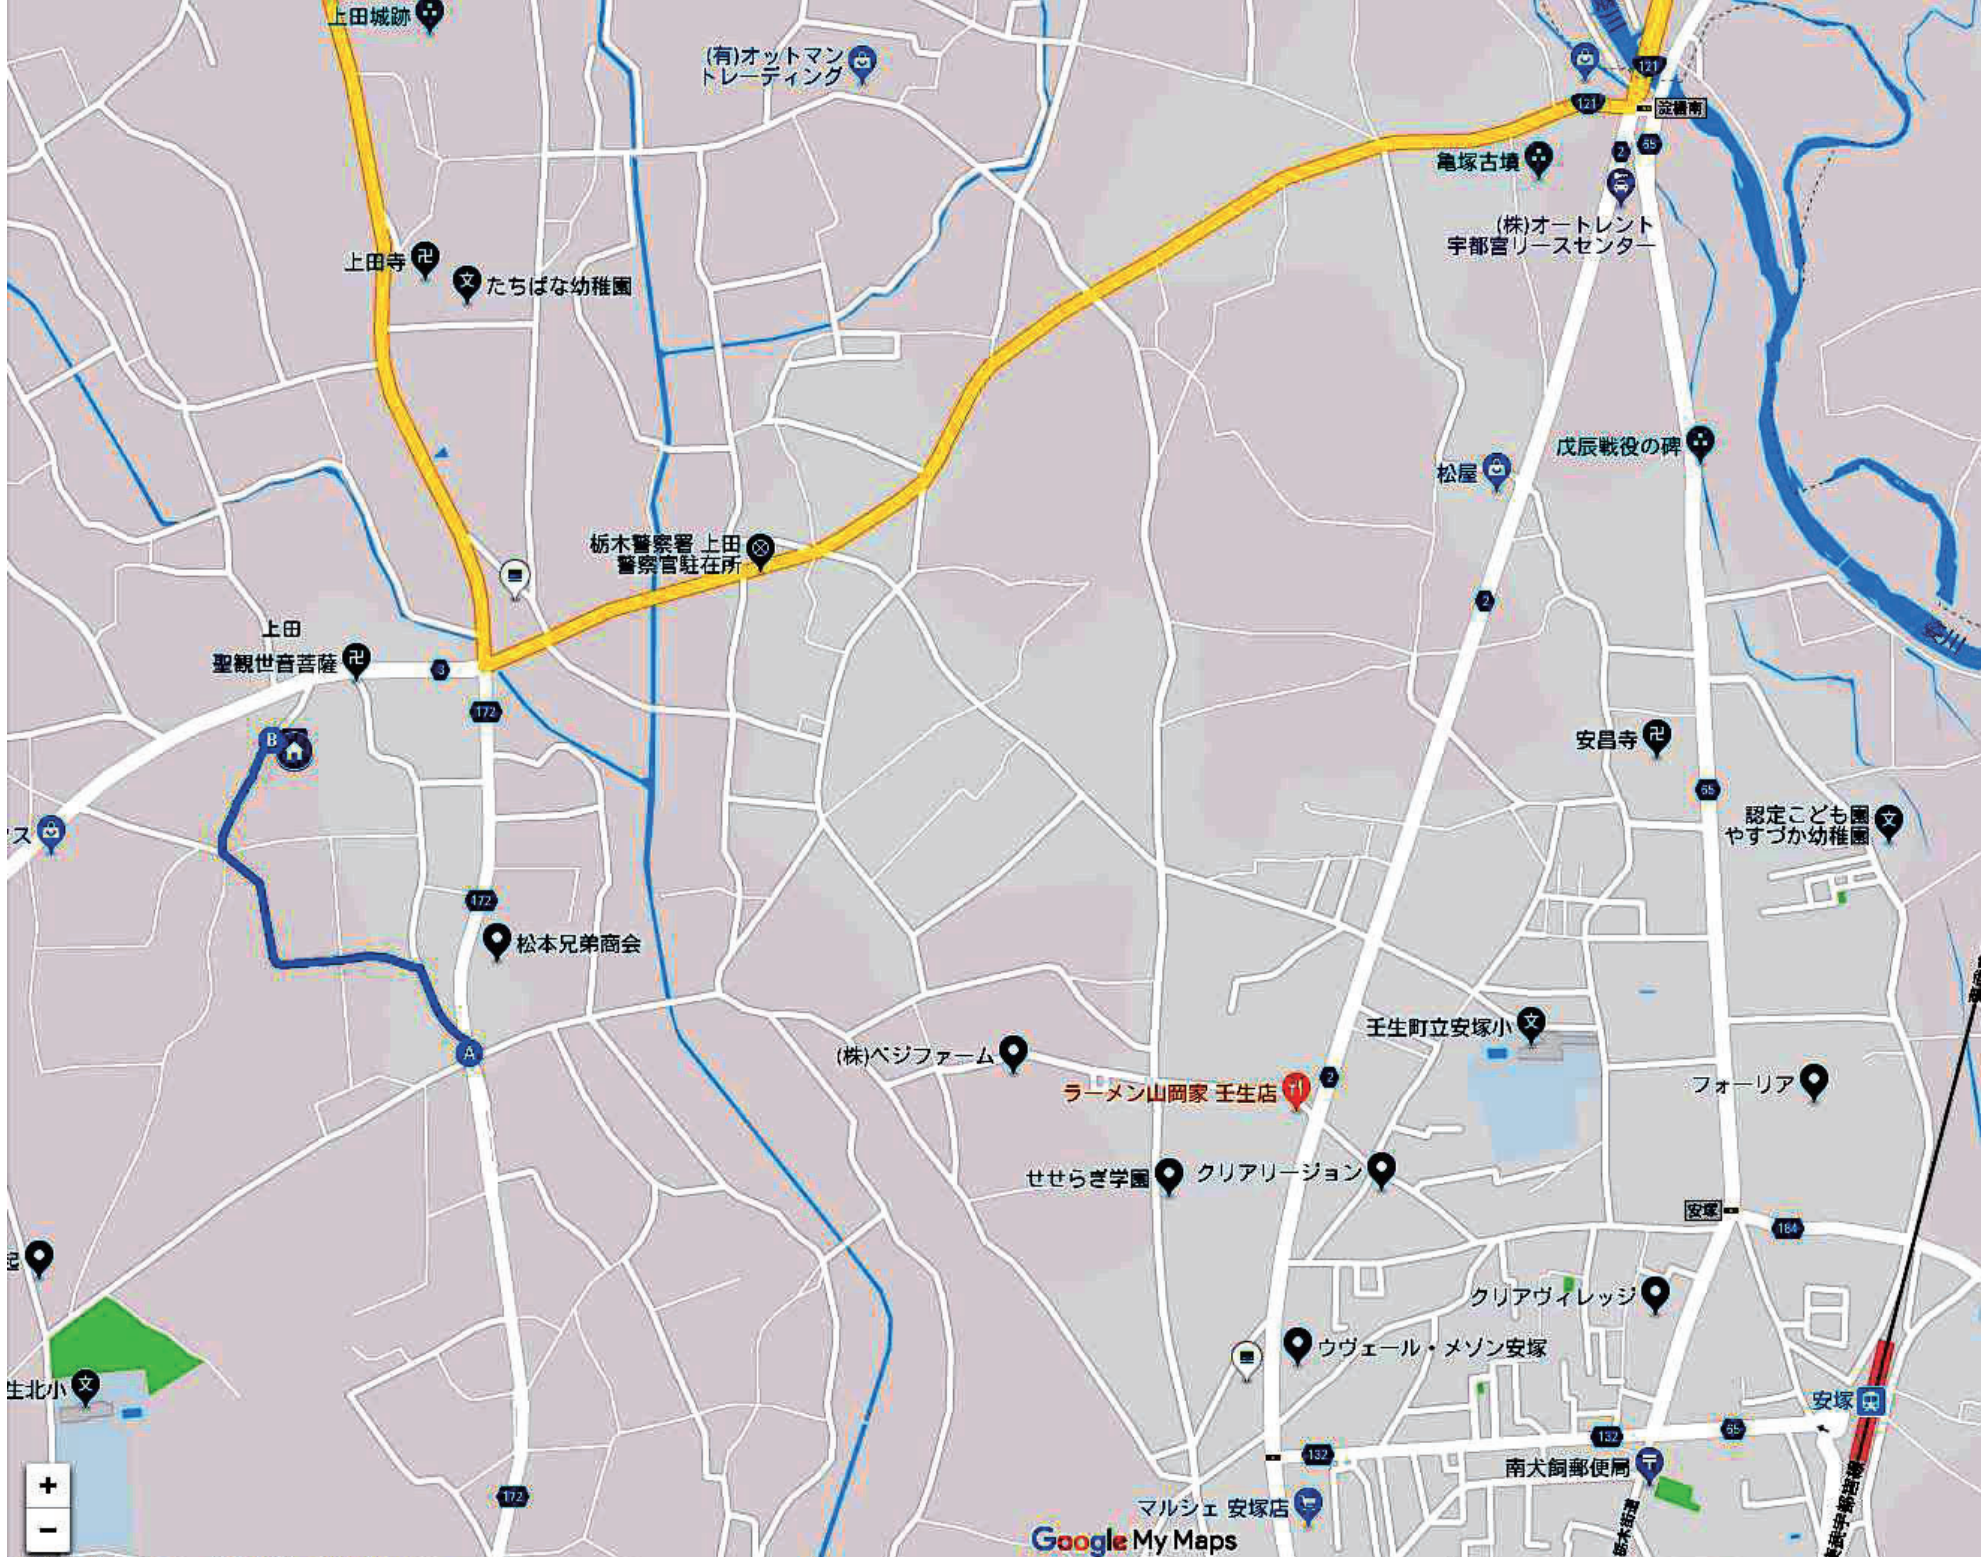 上田城跡
(有)オットマン
トレーディング
121
121
淀橋南
亀塚古墳
2
65
(株)オートレント
宇都宮リースセンター
上田寺
たちばな幼稚園
戊辰戦役の碑
松屋
栃木警察署 上田
警察官駐在所
2
上田
聖観世音菩薩
3
172
B
安昌寺
65
認定こども園
やすづか幼稚園
ス
172
松本兄弟商会
A
壬生町立安塚小
(株)ベジファーム
2
ラーメン山岡家 壬生店
フォーリア
せせらぎ学園
クリアリージョン
安塚
184
クリアヴィレッジ
ウヴェール・メゾン安塚
生北小
安塚
65
132
132
南犬飼郵便局
+
-
172
マルシェ 安塚店
栃木街道
Google My Maps